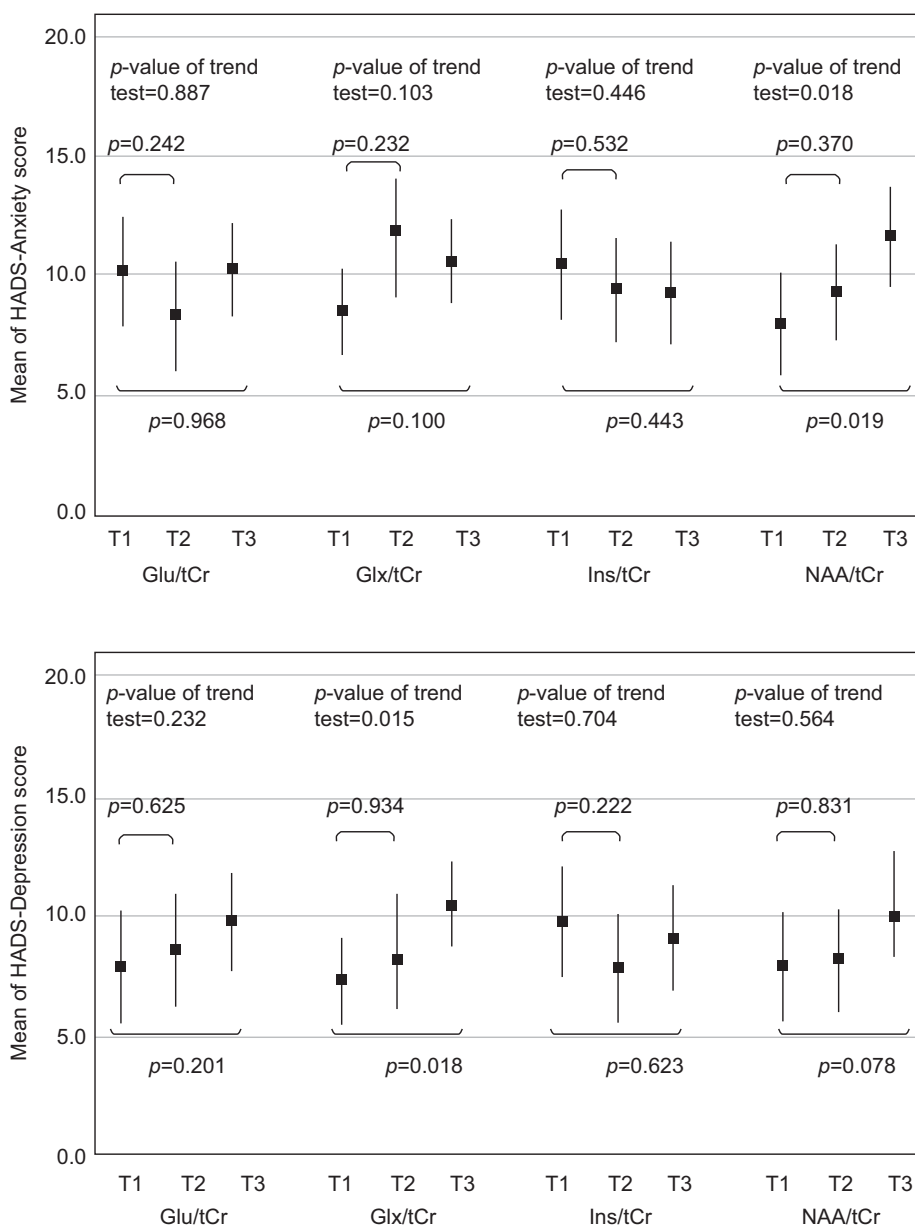 Mean of HADS-Anxiety score
20.0
15.0
10.0
5.0
0.0
p-value of trend
test=0.887
p-value of trend
test=0.103
p-value of trend
test=0.446
p-value of trend
test=0.018
p=0.242
p=0.232
p=0.532
p=0.370
p=0.968
p=0.100
p=0.443
p=0.019
T1 T2 T3 T1 T2 T3 T1 T2 T3 T1 T2 T3
Glu/tCr Glx/tCr Ins/tCr NAA/tCr
Mean of HADS-Depression score
20.0
15.0
10.0
5.0
0.0
p-value of trend
test=0.232
p-value of trend
test=0.015
p-value of trend
test=0.704
p-value of trend
test=0.564
p=0.625
p=0.934
p=0.222
p=0.831
p=0.201
p=0.018
p=0.623
p=0.078
T1 T2 T3 T1 T2 T3 T1 T2 T3 T1 T2 T3
Glu/tCr Glx/tCr Ins/tCr NAA/tCr